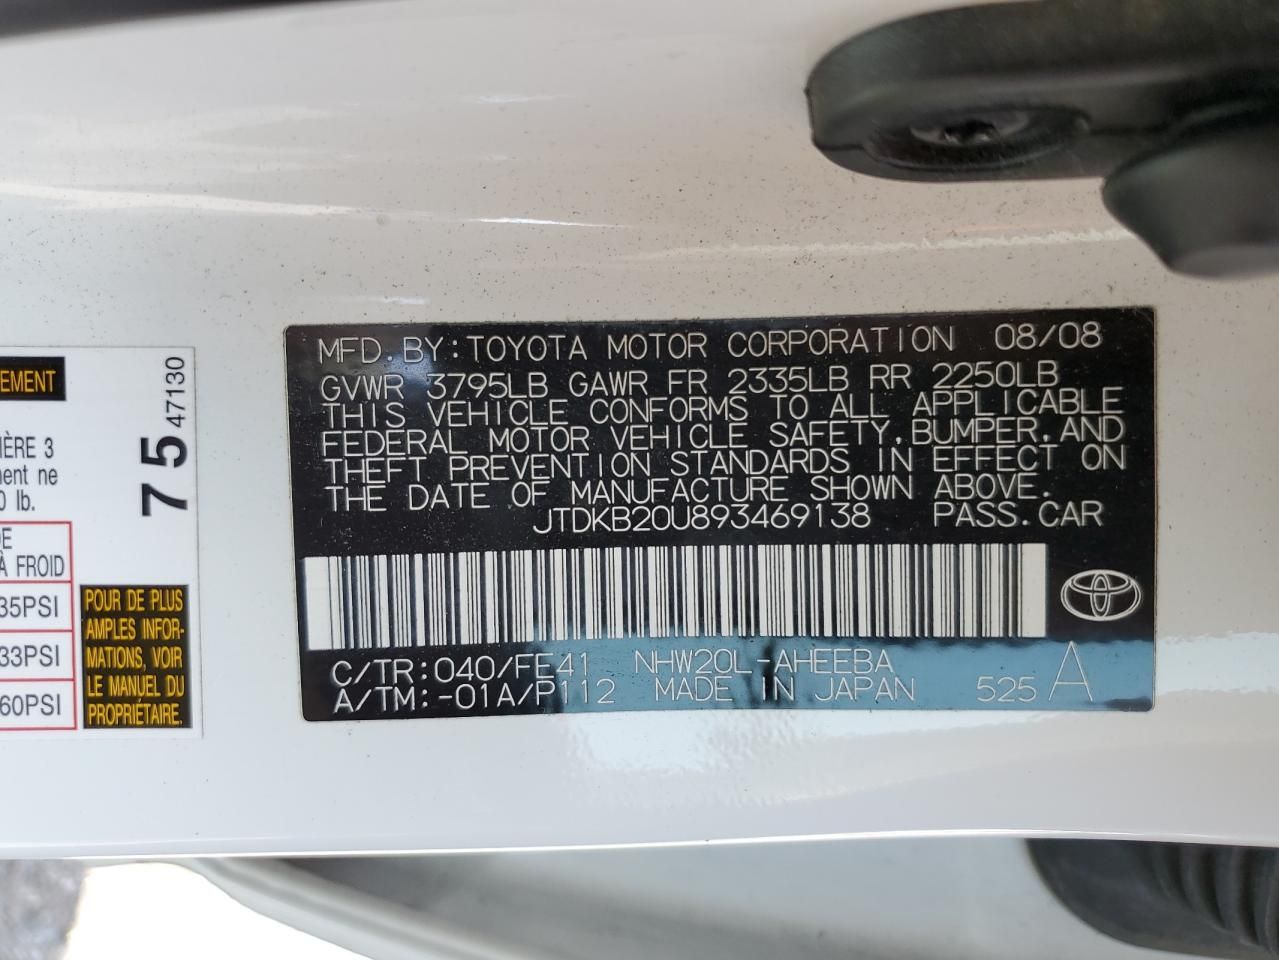 MFD. BY: TOYOTA MOTOR CORPORATION 08/08
GVWR 3795LB GAWR FR 2335LB RR 2250LB
THIS VEHICLE CONFORMS TO ALL APPLICABLE
FEDERAL MOTOR VEHICLE SAFETY, BUMPER, AND
THEFT PREVENTION STANDARDS IN EFFECT ON
THE DATE OF MANUFACTURE SHOWN ABOVE.
JTDKB20U893469138 PASS. CAR
C/TR: 040/FE41 NHW20L-AHEEBA
A/TM: -01A/P112 MADE IN JAPAN 525 A
EMENT
IÈRE 3
ment ne
0 lb.
DE
À FROID
35PSI
33PSI
60PSI
75 47130
POUR DE PLUS
AMPLES INFOR-
MATIONS, VOIR
LE MANUEL DU
PROPRIÉTAIRE.